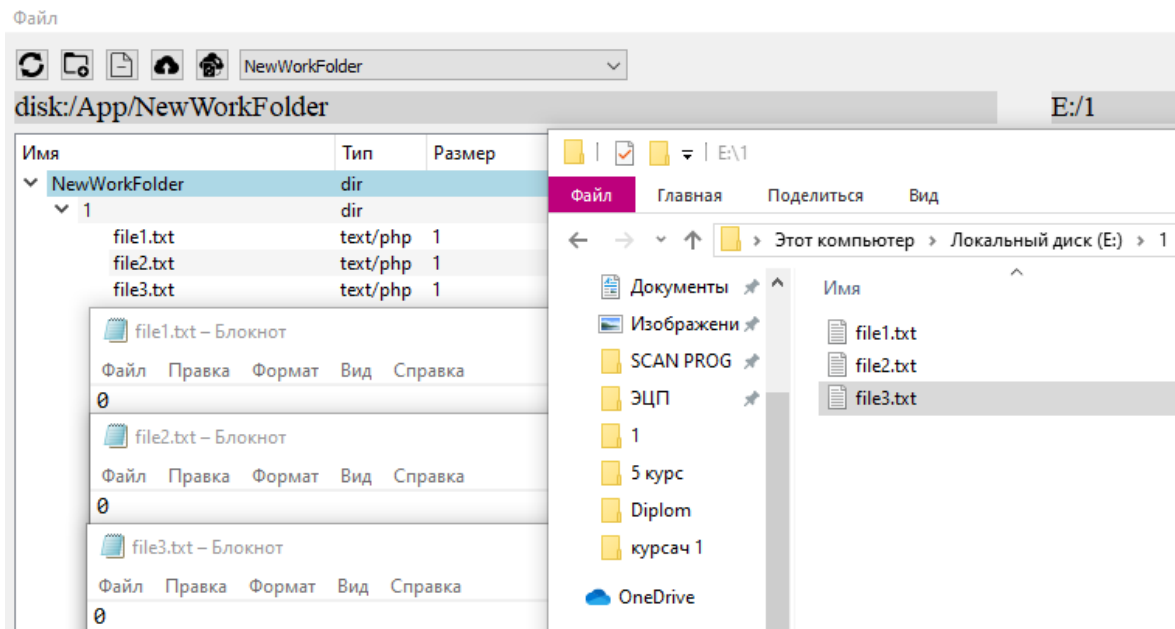 Файл
NewWorkFolder
disk:/App/NewWorkFolder
E:/1
Имя Тип Размер
NewWorkFolder dir
1 dir
file1.txt text/php 1
file2.txt text/php 1
file3.txt text/php 1
file1.txt – Блокнот
Файл Правка Формат Вид Справка
0
file2.txt – Блокнот
Файл Правка Формат Вид Справка
0
file3.txt – Блокнот
Файл Правка Формат Вид Справка
0
E:\1
Файл Главная Поделиться Вид
Этот компьютер › Локальный диск (E:) › 1
Документы
Изображени
SCAN PROG
ЭЦП
1
5 курс
Diplom
курсач 1
OneDrive
Имя
file1.txt
file2.txt
file3.txt